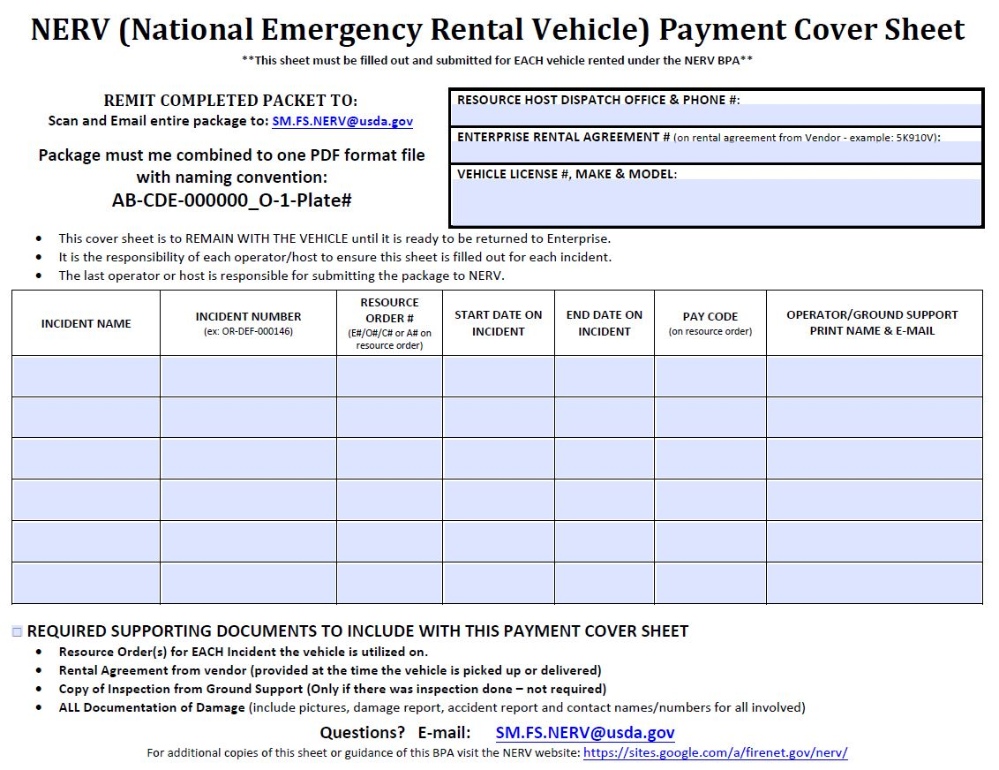 NERV (National Emergency Rental Vehicle) Payment Cover Sheet
**This sheet must be filled out and submitted for EACH vehicle rented under the NERV BPA**
REMIT COMPLETED PACKET TO:
Scan and Email entire package to: SM.FS.NERV@usda.gov
Package must me combined to one PDF format file
with naming convention:
AB-CDE-000000_O-1-Plate#
RESOURCE HOST DISPATCH OFFICE & PHONE #:
ENTERPRISE RENTAL AGREEMENT # (on rental agreement from Vendor - example: 5K910V):
VEHICLE LICENSE #, MAKE & MODEL:
• This cover sheet is to REMAIN WITH THE VEHICLE until it is ready to be returned to Enterprise.
• It is the responsibility of each operator/host to ensure this sheet is filled out for each incident.
• The last operator or host is responsible for submitting the package to NERV.
INCIDENT NAME
INCIDENT NUMBER
(ex: OR-DEF-000146)
RESOURCE
ORDER #
(E#/O#/C# or A# on
resource order)
START DATE ON
INCIDENT
END DATE ON
INCIDENT
PAY CODE
(on resource order)
OPERATOR/GROUND SUPPORT
PRINT NAME & E-MAIL
REQUIRED SUPPORTING DOCUMENTS TO INCLUDE WITH THIS PAYMENT COVER SHEET
• Resource Order(s) for EACH Incident the vehicle is utilized on.
• Rental Agreement from vendor (provided at the time the vehicle is picked up or delivered)
• Copy of Inspection from Ground Support (Only if there was inspection done – not required)
• ALL Documentation of Damage (include pictures, damage report, accident report and contact names/numbers for all involved)
Questions? E-mail: SM.FS.NERV@usda.gov
For additional copies of this sheet or guidance of this BPA visit the NERV website: https://sites.google.com/a/firenet.gov/nerv/